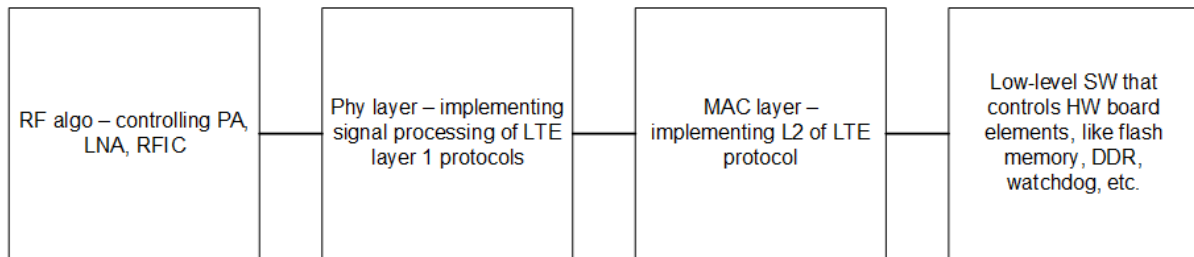 RF algo – controlling PA,
LNA, RFIC
Phy layer – implementing
signal processing of LTE
layer 1 protocols
MAC layer –
implementing L2 of LTE
protocol
Low-level SW that
controls HW board
elements, like flash
memory, DDR,
watchdog, etc.